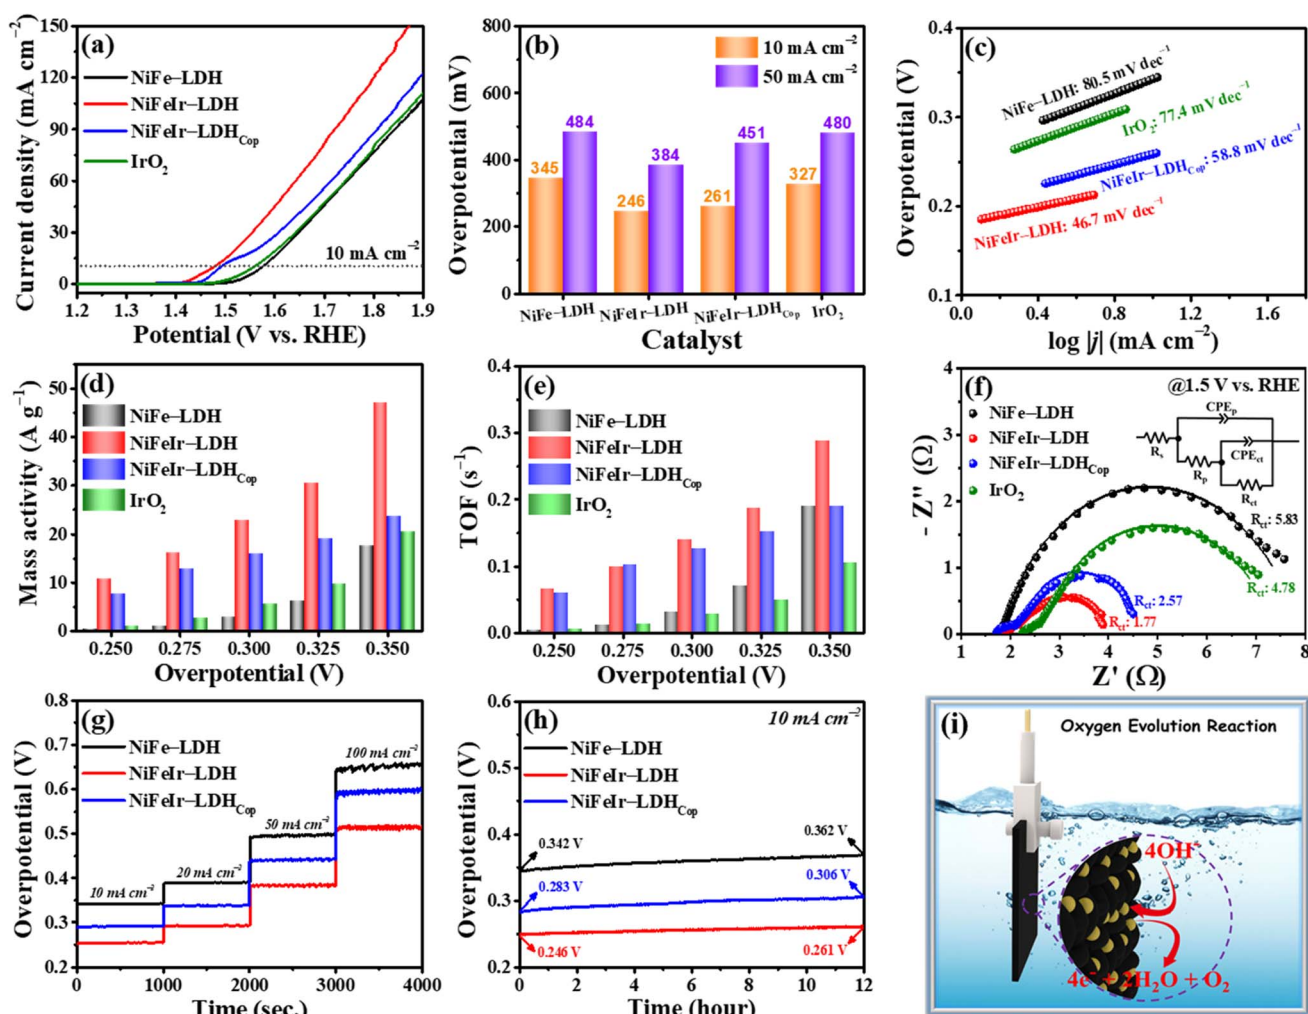 (a)
NiFe–LDH
NiFeIr–LDH
NiFeIr–LDHCop
IrO2
10 mA cm–2
Current density (mA cm–2)
150
120
90
60
30
0
1.2 1.3 1.4 1.5 1.6 1.7 1.8 1.9
Potential (V vs. RHE)
(b)
10 mA cm–2
50 mA cm–2
Overpotential (mV)
800
600
400
200
0
345 484 246 384 261 451 327 480
NiFe–LDH NiFeIr–LDH NiFeIr–LDHCop IrO2
Catalyst
(c)
Overpotential (V)
0.4
0.3
0.2
0.1
NiFe–LDH: 80.5 mV dec–1
IrO2: 77.4 mV dec–1
NiFeIr–LDHCop: 58.8 mV dec–1
NiFeIr–LDH: 46.7 mV dec–1
0.0 0.4 0.8 1.2 1.6
log |j| (mA cm–2)
(d)
NiFe–LDH
NiFeIr–LDH
NiFeIr–LDHCop
IrO2
Mass activity (A g–1)
50
40
30
20
10
0
0.250 0.275 0.300 0.325 0.350
Overpotential (V)
(e)
NiFe–LDH
NiFeIr–LDH
NiFeIr–LDHCop
IrO2
TOF (s–1)
0.4
0.3
0.2
0.1
0.0
0.250 0.275 0.300 0.325 0.350
Overpotential (V)
(f)
@1.5 V vs. RHE
NiFe–LDH
NiFeIr–LDH
NiFeIr–LDHCop
IrO2
CPEp
CPEct
Rs
Rp
Rct
Rct: 5.83
Rct: 4.78
Rct: 2.57
Rct: 1.77
- Z'' (Ω)
-4
-3
-2
-1
0
1 2 3 4 5 6 7 8
Z' (Ω)
(g)
NiFe–LDH
NiFeIr–LDH
NiFeIr–LDHCop
10 mA cm–2
20 mA cm–2
50 mA cm–2
100 mA cm–2
Overpotential (V)
0.8
0.7
0.6
0.5
0.4
0.3
0.2
0 1000 2000 3000 4000
Time (sec.)
(h)
10 mA cm–2
NiFe–LDH
NiFeIr–LDH
NiFeIr–LDHCop
0.342 V 0.362 V
0.283 V 0.306 V
0.246 V 0.261 V
Overpotential (V)
0.6
0.5
0.4
0.3
0.2
0 2 4 6 8 10 12
Time (hour)
(i)
Oxygen Evolution Reaction
4OH–
4e– + 2H2O + O2